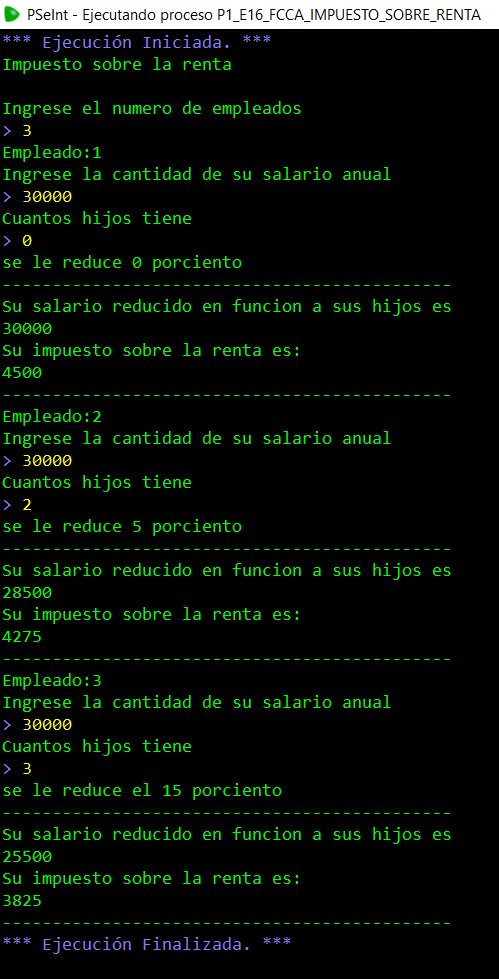 PSeInt - Ejecutando proceso P1_E16_FCCA_IMPUESTO_SOBRE_RENTA
*** Ejecución Iniciada. ***
Impuesto sobre la renta
Ingrese el numero de empleados
> 3
Empleado:1
Ingrese la cantidad de su salario anual
> 30000
Cuantos hijos tiene
> 0
se le reduce 0 porciento
---------------------------------------------
Su salario reducido en funcion a sus hijos es
30000
Su impuesto sobre la renta es:
4500
---------------------------------------------
Empleado:2
Ingrese la cantidad de su salario anual
> 30000
Cuantos hijos tiene
> 2
se le reduce 5 porciento
---------------------------------------------
Su salario reducido en funcion a sus hijos es
28500
Su impuesto sobre la renta es:
4275
---------------------------------------------
Empleado:3
Ingrese la cantidad de su salario anual
> 30000
Cuantos hijos tiene
> 3
se le reduce el 15 porciento
---------------------------------------------
Su salario reducido en funcion a sus hijos es
25500
Su impuesto sobre la renta es:
3825
---------------------------------------------
*** Ejecución Finalizada. ***